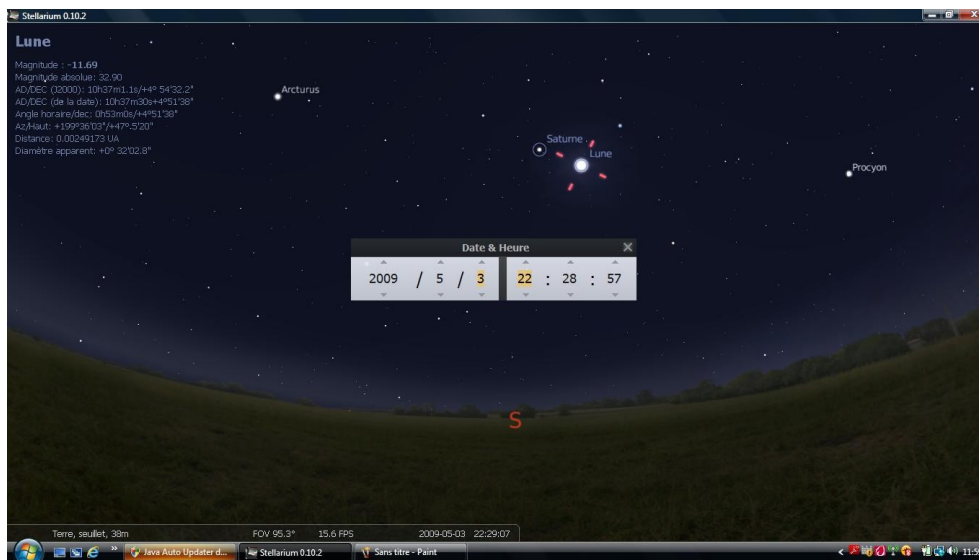 Stellarium 0.10.2
Lune
Magnitude : -11.69
Magnitude absolue: 32.90
AD/DEC (J2000): 10h37m1.1s/+4° 54'32.2"
AD/DEC (de la date): 10h37m30s+4°51'38"
Angle horaire/dec: 0h53m0s/+4°51'38"
Az/Haut: +199°36'03"/+47°.5'20"
Distance: 0.00249173 UA
Diamètre apparent: +0° 32'02.8"
Arcturus
Saturne
Lune
Procyon
Date & Heure
2009 / 5 / 3 22 : 28 : 57
S
Terre, seuillet, 38m FOV 95.3° 15.6 FPS 2009-05-03 22:29:07
Java Auto Updater d... Stellarium 0.10.2 Sans titre - Paint